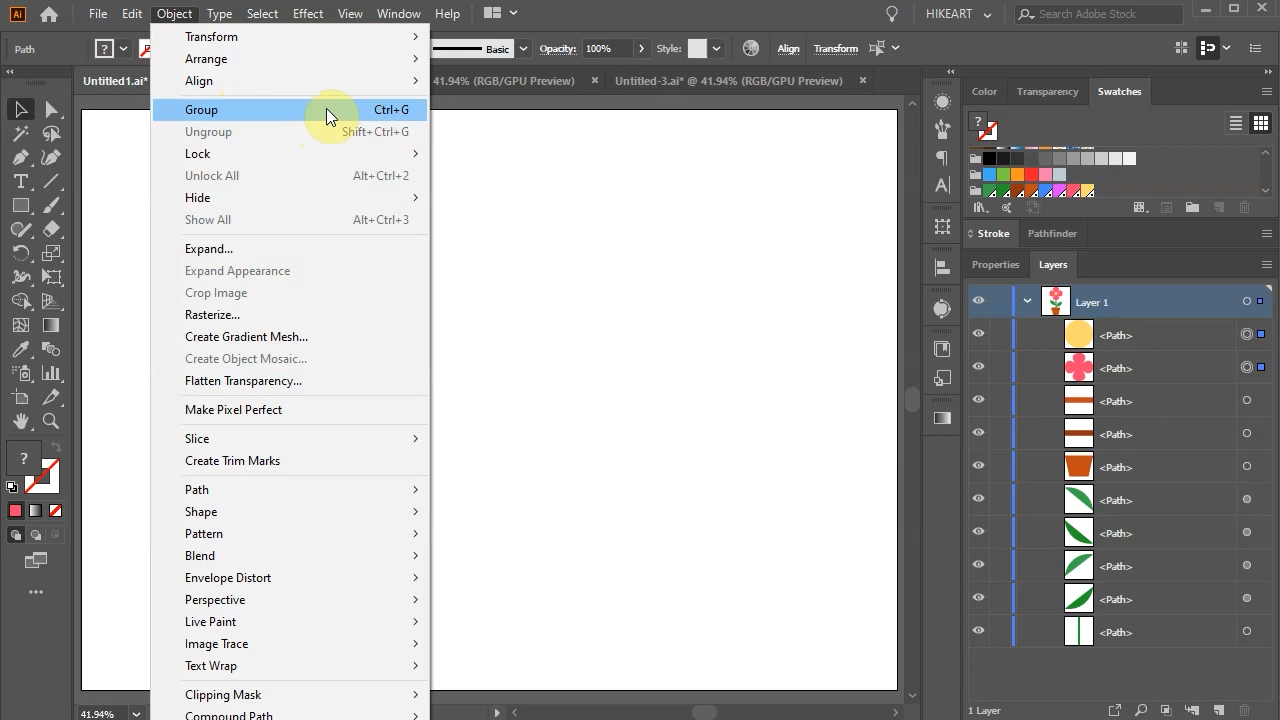 Ai File Edit Object Type Select Effect View Window Help HIKEART Search Adobe Stock
Path ? Basic Opacity: 100% Style: Align Transform
Untitled1.ai* 41.94% (RGB/GPU Preview) × Untitled-3.ai* @ 41.94% (RGB/GPU Preview) ×
Transform
Arrange
Align
Group Ctrl+G
Ungroup Shift+Ctrl+G
Lock
Unlock All Alt+Ctrl+2
Hide
Show All Alt+Ctrl+3
Expand...
Expand Appearance
Crop Image
Rasterize...
Create Gradient Mesh...
Create Object Mosaic...
Flatten Transparency...
Make Pixel Perfect
Slice
Create Trim Marks
Path
Shape
Pattern
Blend
Envelope Distort
Perspective
Live Paint
Image Trace
Text Wrap
Clipping Mask
Compound Path
?
41.94%
Color Transparency Swatches
?
Stroke Pathfinder
Properties Layers
Layer 1
<Path>
<Path>
<Path>
<Path>
<Path>
<Path>
<Path>
<Path>
<Path>
<Path>
1 Layer